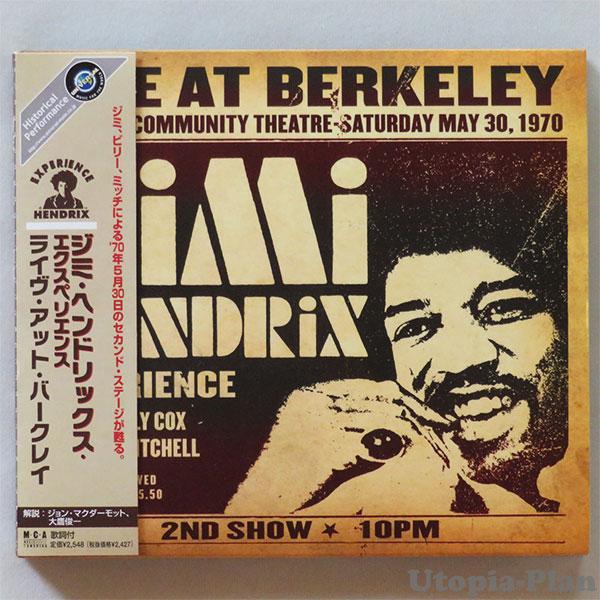 Historical
Performance
EXPERIENCE
HENDRIX
ジミ、ビリー、ミッチによる'70年5月30日のセカンド・ステージが甦る。
ジミ・ヘンドリックス・
エクスペリエンス
ライヴ・アット・バークレイ
解説：ジョン・マクダーモット、
大鷹俊一
M·C·A 歌詞付
定価¥2,548 (税抜価格¥2,427)
E AT BERKELEY
COMMUNITY THEATRE-SATURDAY MAY 30, 1970
iMi
NDRiX
RIENCE
LY COX
TCHELL
VED
5.50
2ND SHOW ★ 10PM
Utopia-Plan